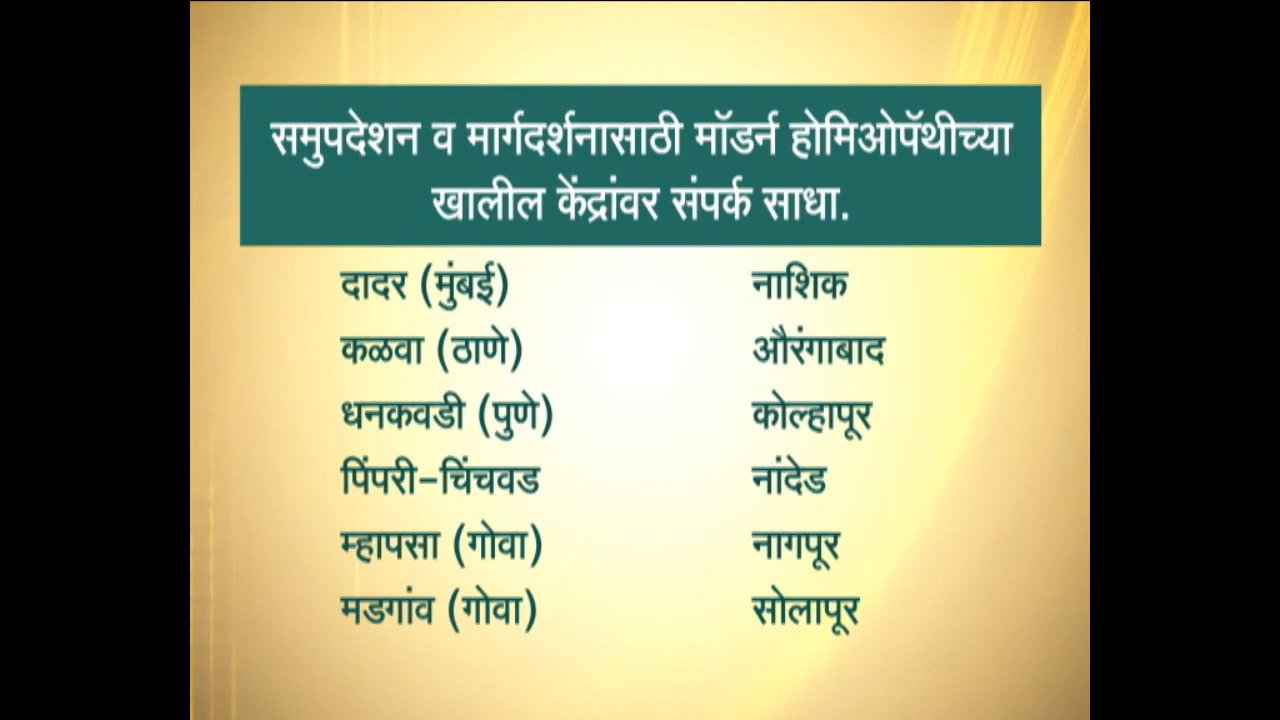 समुपदेशन व मार्गदर्शनासाठी मॉडर्न होमिओपॅथीच्या
खालील केंद्रांवर संपर्क साधा.
दादर (मुंबई)
कळवा (ठाणे)
धनकवडी (पुणे)
पिंपरी-चिंचवड
म्हापसा (गोवा)
मडगांव (गोवा)
नाशिक
औरंगाबाद
कोल्हापूर
नांदेड
नागपूर
सोलापूर